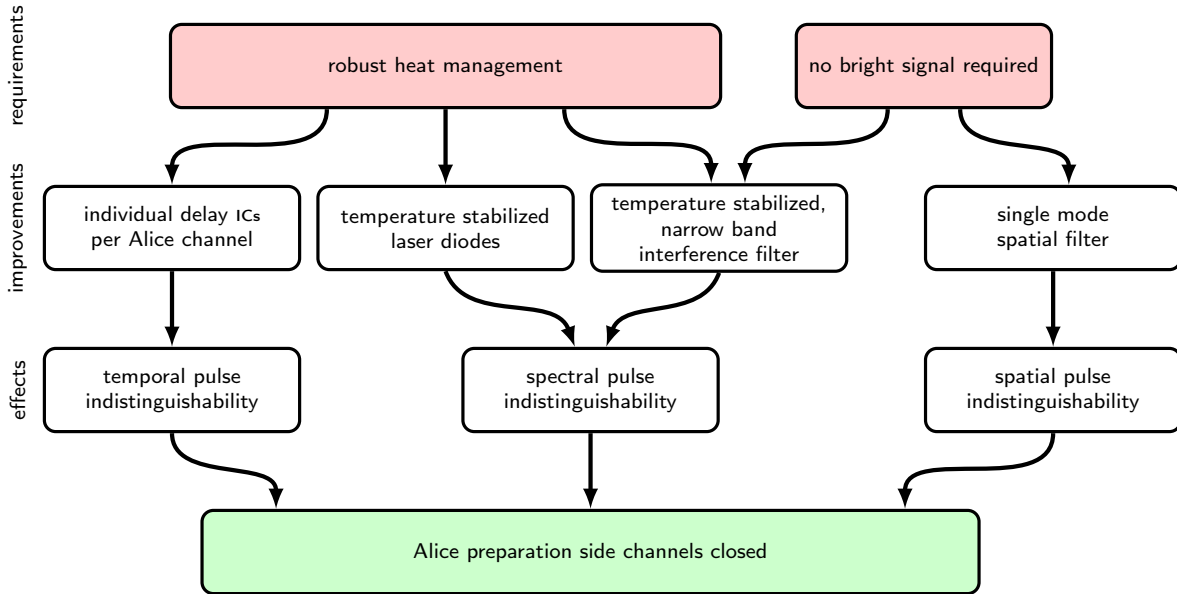 requirements
robust heat management
no bright signal required
improvements
individual delay ICs
per Alice channel
temperature stabilized
laser diodes
temperature stabilized,
narrow band
interference filter
single mode
spatial filter
effects
temporal pulse
indistinguishability
spectral pulse
indistinguishability
spatial pulse
indistinguishability
Alice preparation side channels closed